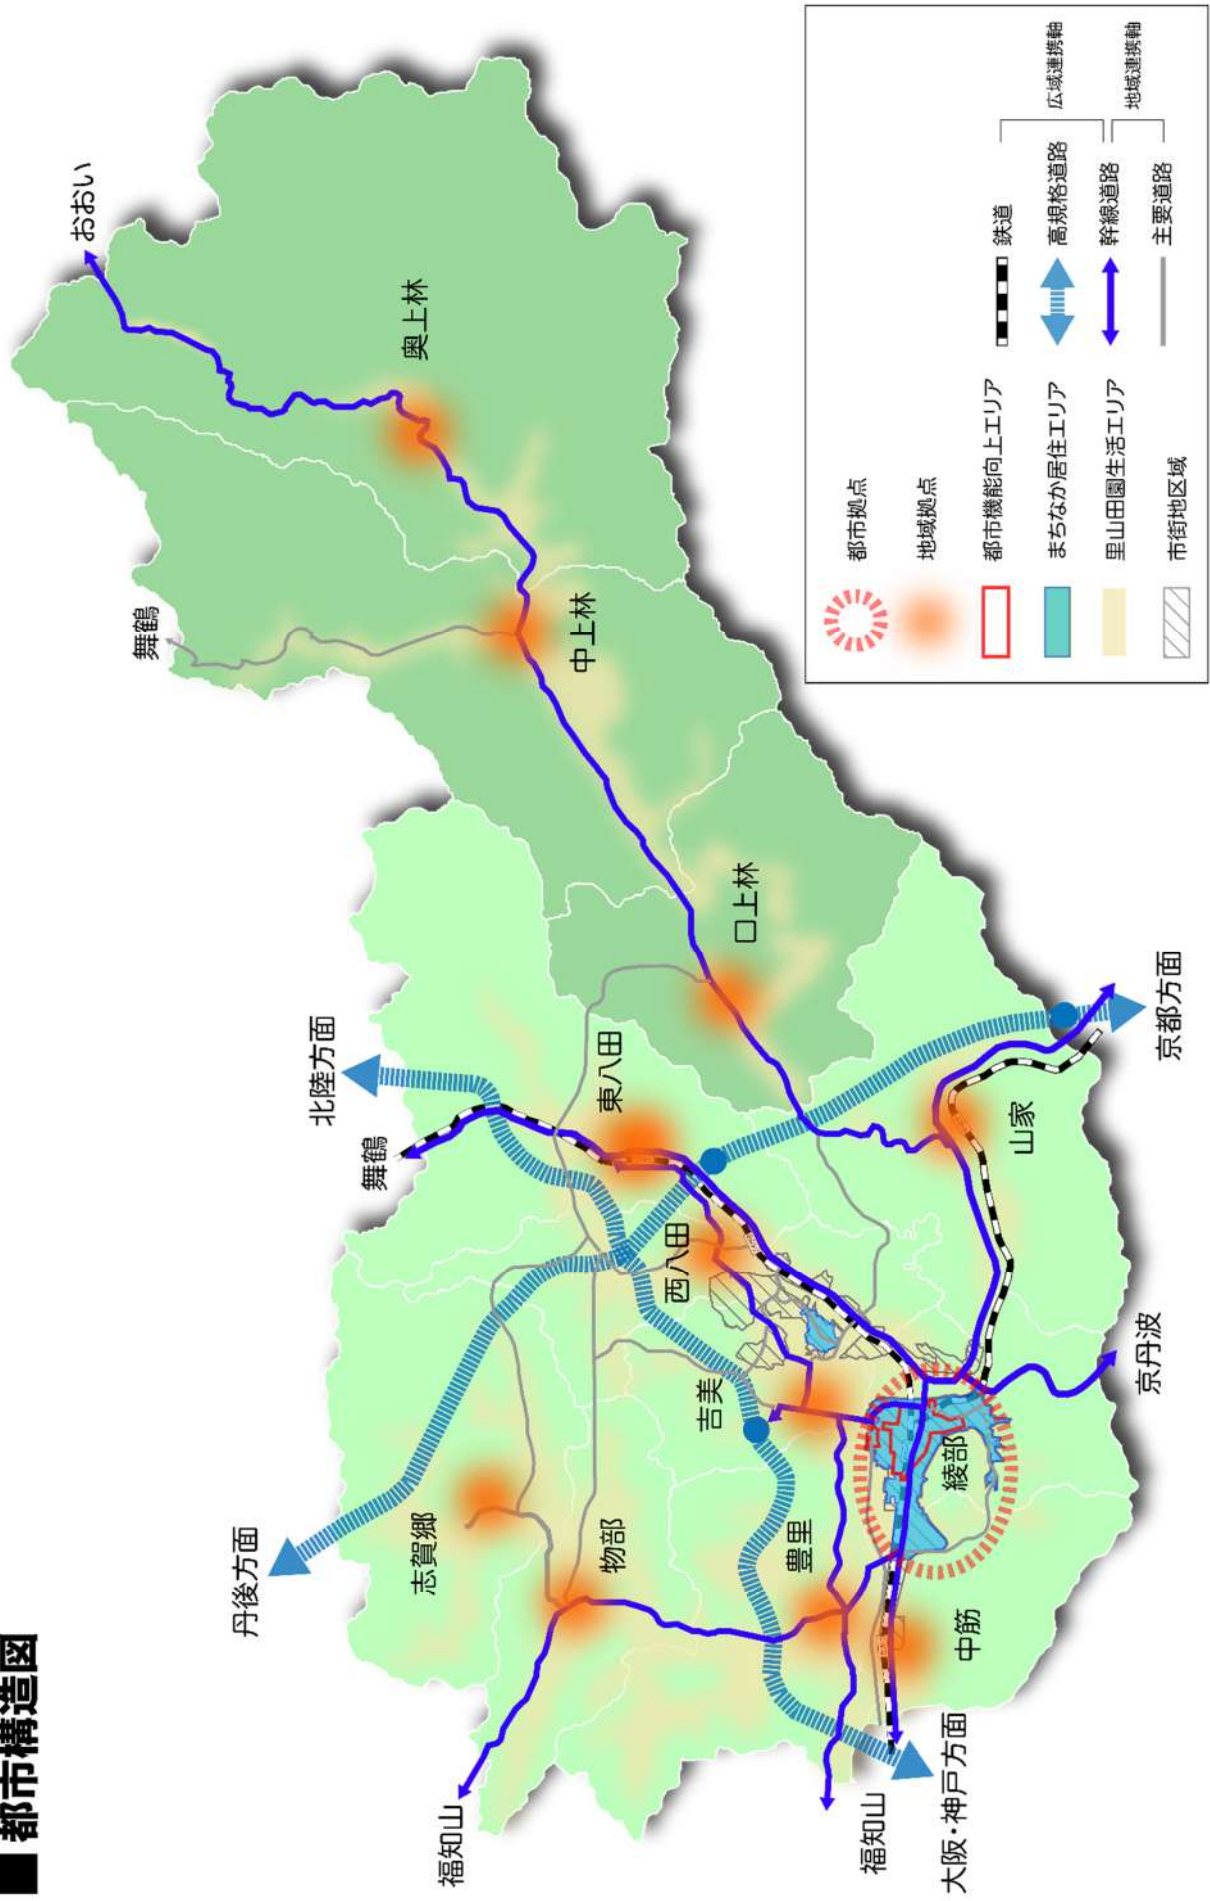 ■ 都市構造図
おおい
舞鶴
奥上林
中上林
口上林
北陸方面
舞鶴
東八田
丹後方面
西八田
志賀郷
吉美
物部
豊里
山家
綾部
中筋
京都方面
京丹波
福知山
福知山
大阪・神戸方面
都市拠点
地域拠点
都市機能向上エリア
まちなか居住エリア
里山田園生活エリア
市街地区域
鉄道
高規格道路
幹線道路
主要道路
広域連携軸
地域連携軸